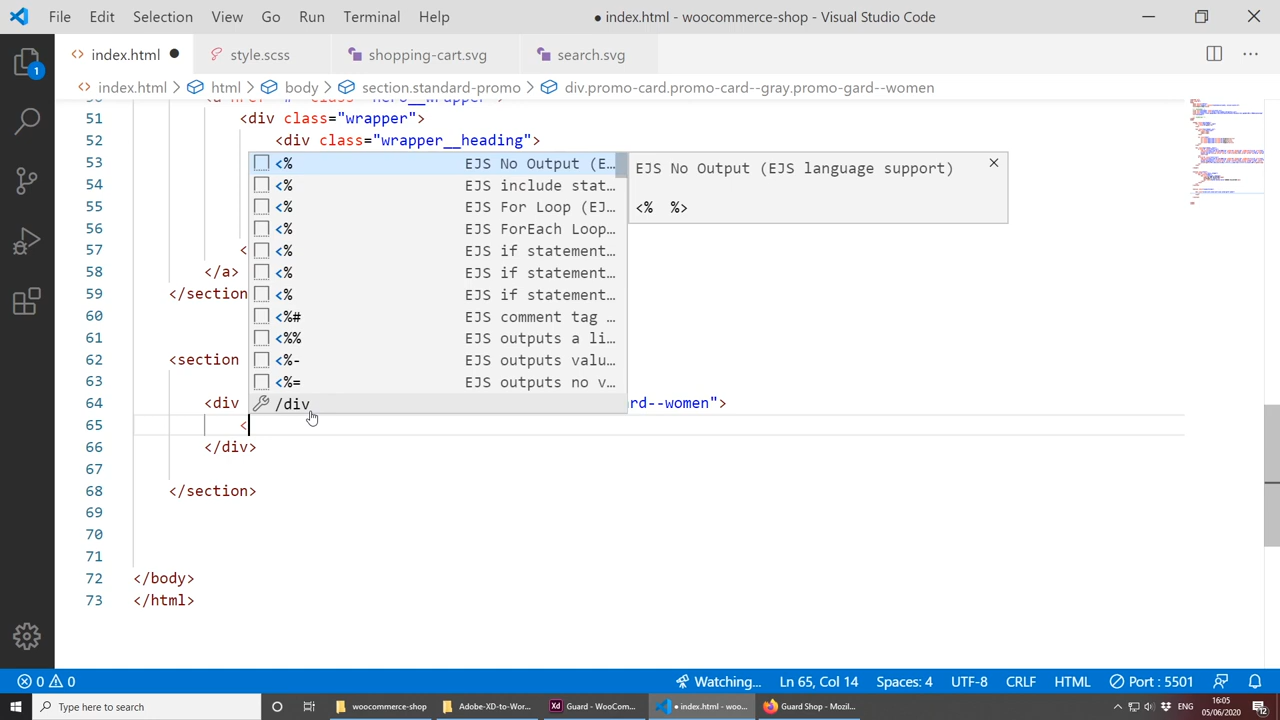 File Edit Selection View Go Run Terminal Help ● index.html - woocommerce-shop - Visual Studio Code
<> index.html ● style.scss shopping-cart.svg search.svg ···
1
<> index.html > html > body > section.standard-promo > div.promo-card.promo-card--gray.promo-gard--women
51 <div class="wrapper">
52 <div class="wrapper__heading">
53 <% EJS No Output (E… EJS No Output (EJS language support)
54 <% EJS include stat…
55 <% EJS For Loop (EJ… <% %>
56 <% EJS ForEach Loop…
57 < <% EJS if statement…
58 </a> <% EJS if statement…
59 </section <% EJS if statement…
60 <%# EJS comment tag …
61 <%% EJS outputs a li…
62 <section <%- EJS outputs valu…
63 <%= EJS outputs no v…
64 <div /div rd--women">
65 <
66 </div>
67
68 </section>
69
70
71
72 </body>
73 </html>
0 0 Watching... Ln 65, Col 14 Spaces: 4 UTF-8 CRLF HTML Port : 5501
Type here to search woocommerce-shop Adobe-XD-to-Wor... Guard - WooCom... ● index.html - woo... Guard Shop - Mozil... 16:05
05/06/2020 12